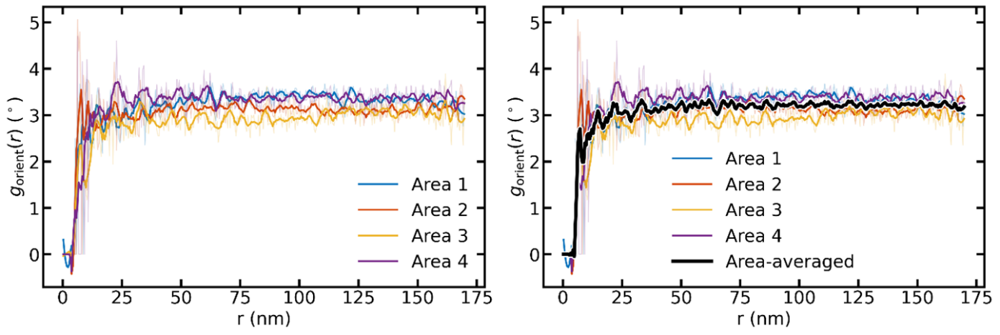 5
4
3
2
1
0
g_orient(r) (°)
0 25 50 75 100 125 150 175
r (nm)
Area 1
Area 2
Area 3
Area 4
5
4
3
2
1
0
g_orient(r) (°)
0 25 50 75 100 125 150 175
r (nm)
Area 1
Area 2
Area 3
Area 4
Area-averaged